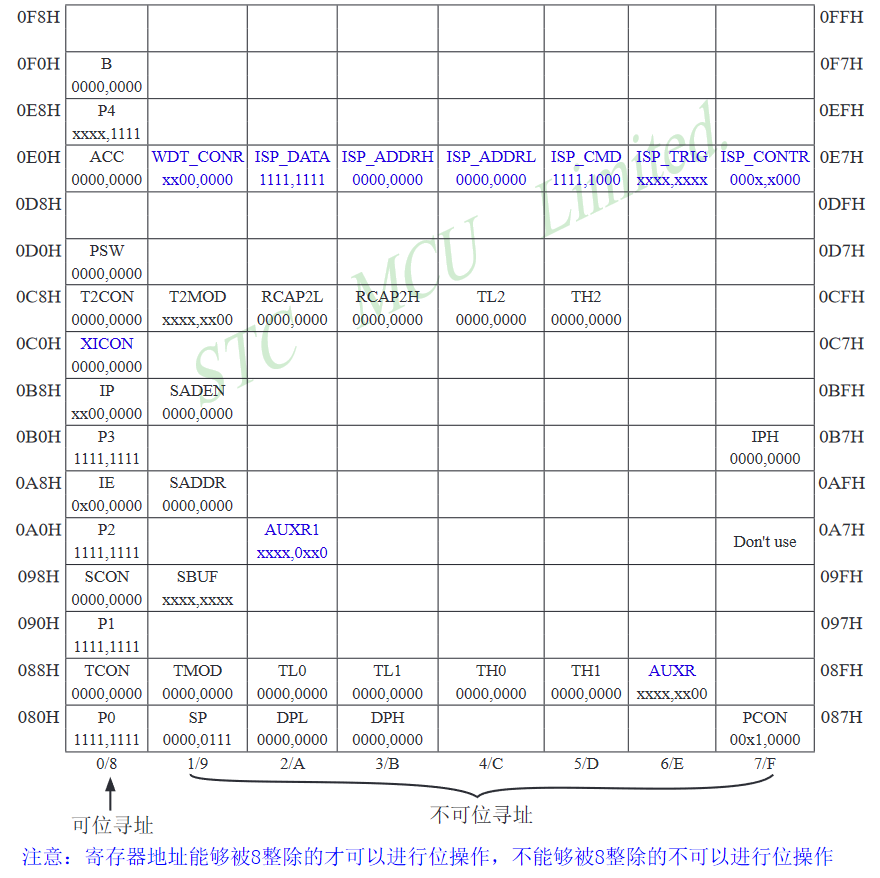 0F8H 0FFH
0F0H B 0F7H
0000,0000
0E8H P4 0EFH
xxxx,1111
0E0H ACC WDT_CONR ISP_DATA ISP_ADDRH ISP_ADDRL ISP_CMD ISP_TRIG ISP_CONTR 0E7H
0000,0000 xx00,0000 1111,1111 0000,0000 0000,0000 1111,1000 xxxx,xxxx 000x,x000
0D8H 0DFH
0D0H PSW 0D7H
0000,0000
0C8H T2CON T2MOD RCAP2L RCAP2H TL2 TH2 0CFH
0000,0000 xxxx,xx00 0000,0000 0000,0000 0000,0000 0000,0000
0C0H XICON 0C7H
0000,0000
0B8H IP SADEN 0BFH
xx00,0000 0000,0000
0B0H P3 IPH 0B7H
1111,1111 0000,0000
0A8H IE SADDR 0AFH
0x00,0000 0000,0000
0A0H P2 AUXR1 Don't use 0A7H
1111,1111 xxxx,0xx0
098H SCON SBUF 09FH
0000,0000 xxxx,xxxx
090H P1 097H
1111,1111
088H TCON TMOD TL0 TL1 TH0 TH1 AUXR 08FH
0000,0000 0000,0000 0000,0000 0000,0000 0000,0000 0000,0000 xxxx,xx00
080H P0 SP DPL DPH PCON 087H
1111,1111 0000,0111 0000,0000 0000,0000 00x1,0000
0/8 1/9 2/A 3/B 4/C 5/D 6/E 7/F
可位寻址 不可位寻址
注意：寄存器地址能够被8整除的才可以进行位操作，不能够被8整除的不可以进行位操作
STC MCU Limited.